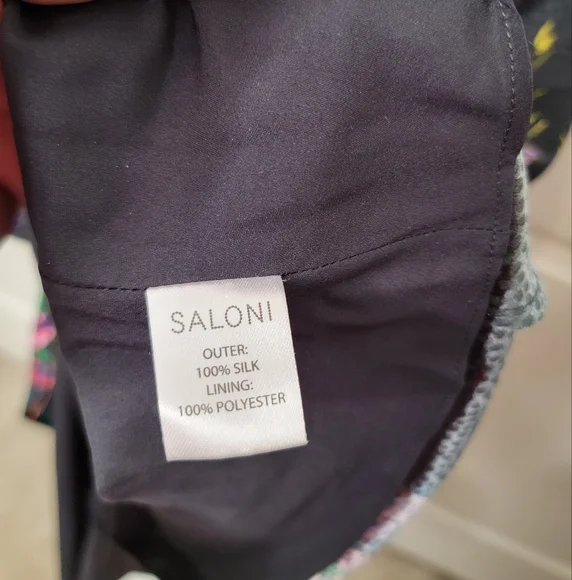 SALONI
OUTER:
100% SILK
LINING:
100% POLYESTER